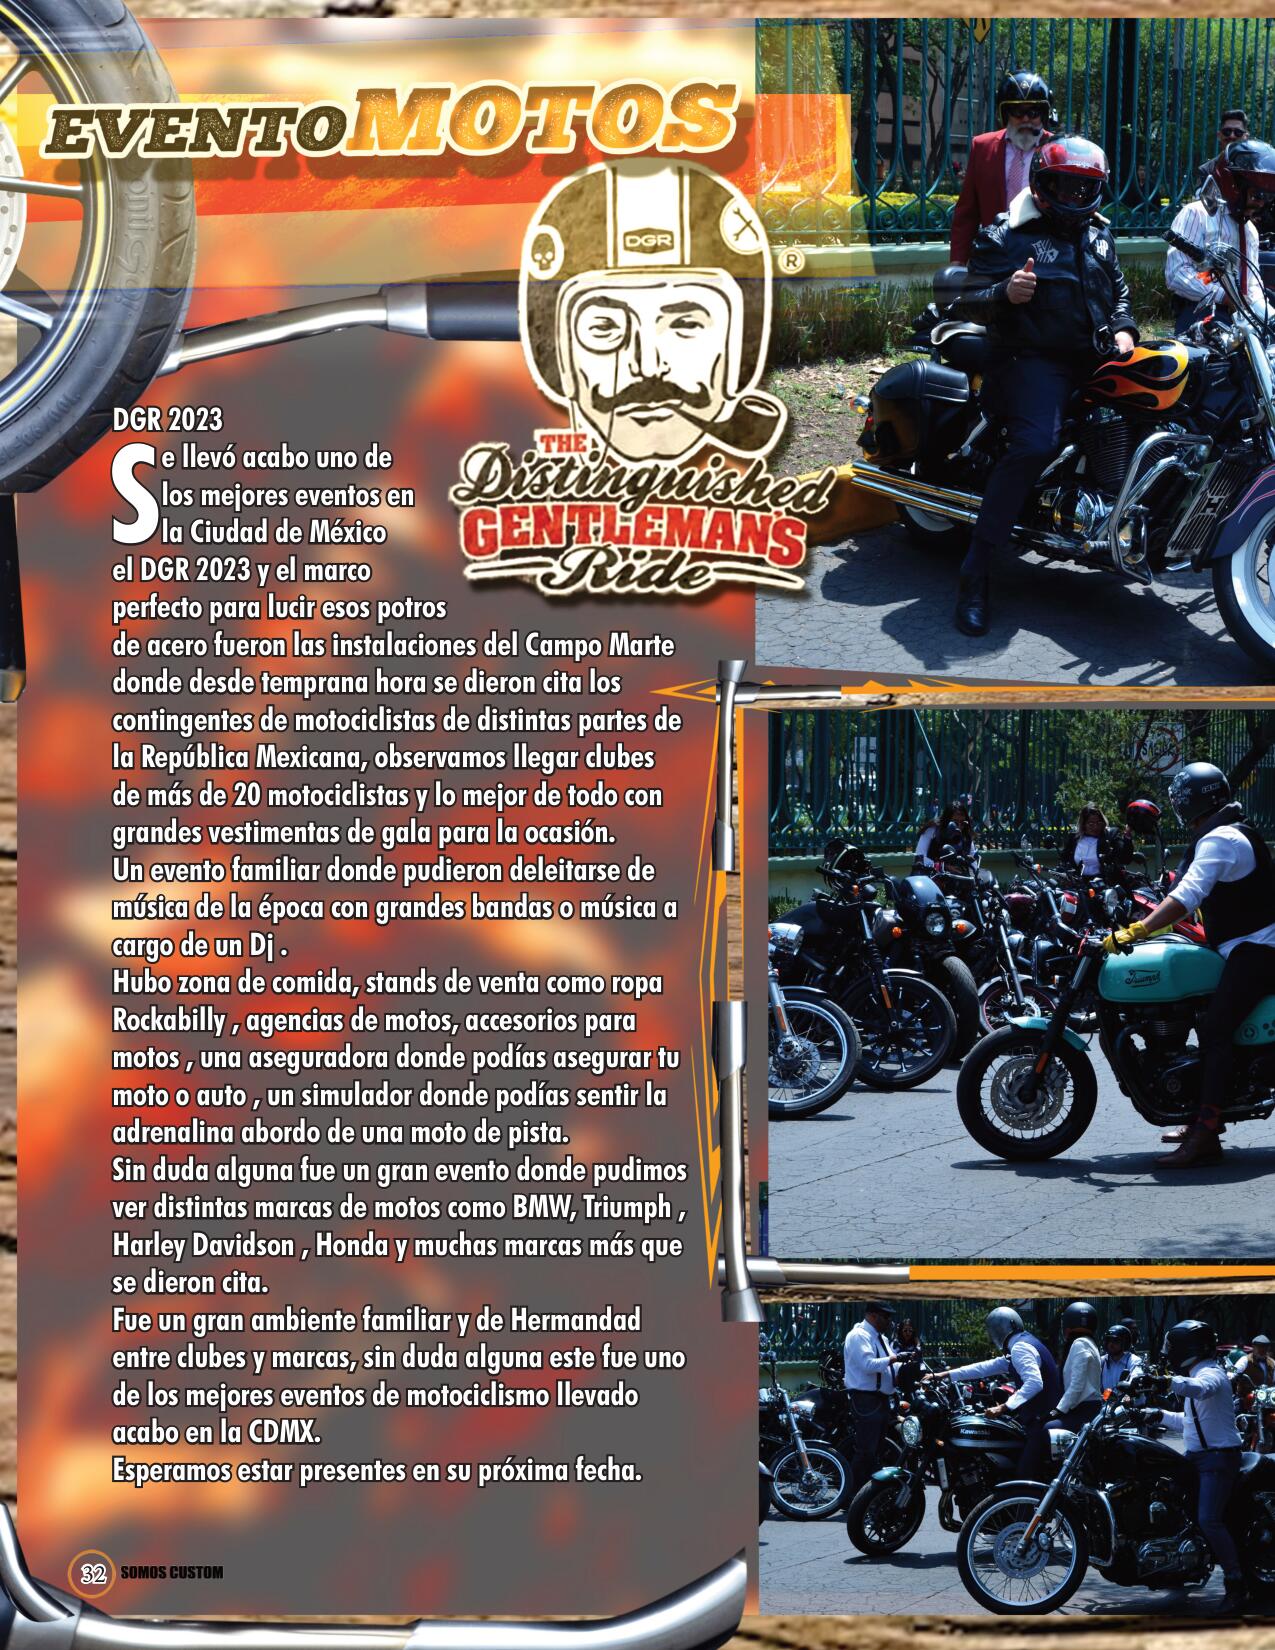 EVENTOMOTOS
DGR
®
THE
Distinguished
GENTLEMAN'S
Ride
DGR 2023
Se llevó acabo uno de
los mejores eventos en
la Ciudad de México
el DGR 2023 y el marco
perfecto para lucir esos potros
de acero fueron las instalaciones del Campo Marte
donde desde temprana hora se dieron cita los
contingentes de motociclistas de distintas partes de
la República Mexicana, observamos llegar clubes
de más de 20 motociclistas y lo mejor de todo con
grandes vestimentas de gala para la ocasión.
Un evento familiar donde pudieron deleitarse de
música de la época con grandes bandas o música a
cargo de un Dj .
Hubo zona de comida, stands de venta como ropa
Rockabilly , agencias de motos, accesorios para
motos , una aseguradora donde podías asegurar tu
moto o auto , un simulador donde podías sentir la
adrenalina abordo de una moto de pista.
Sin duda alguna fue un gran evento donde pudimos
ver distintas marcas de motos como BMW, Triumph ,
Harley Davidson , Honda y muchas marcas más que
se dieron cita.
Fue un gran ambiente familiar y de Hermandad
entre clubes y marcas, sin duda alguna este fue uno
de los mejores eventos de motociclismo llevado
acabo en la CDMX.
Esperamos estar presentes en su próxima fecha.
Triumph
Kawasaki
32 SOMOS CUSTOM